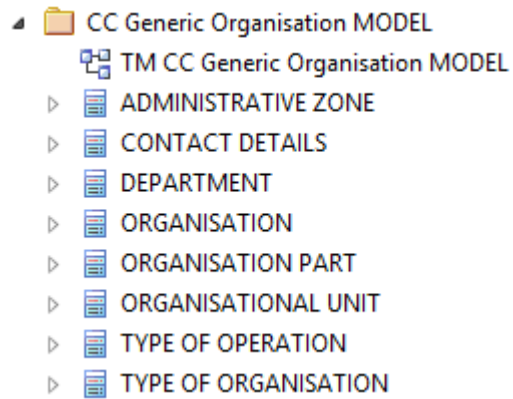 CC Generic Organisation MODEL
TM CC Generic Organisation MODEL
ADMINISTRATIVE ZONE
CONTACT DETAILS
DEPARTMENT
ORGANISATION
ORGANISATION PART
ORGANISATIONAL UNIT
TYPE OF OPERATION
TYPE OF ORGANISATION